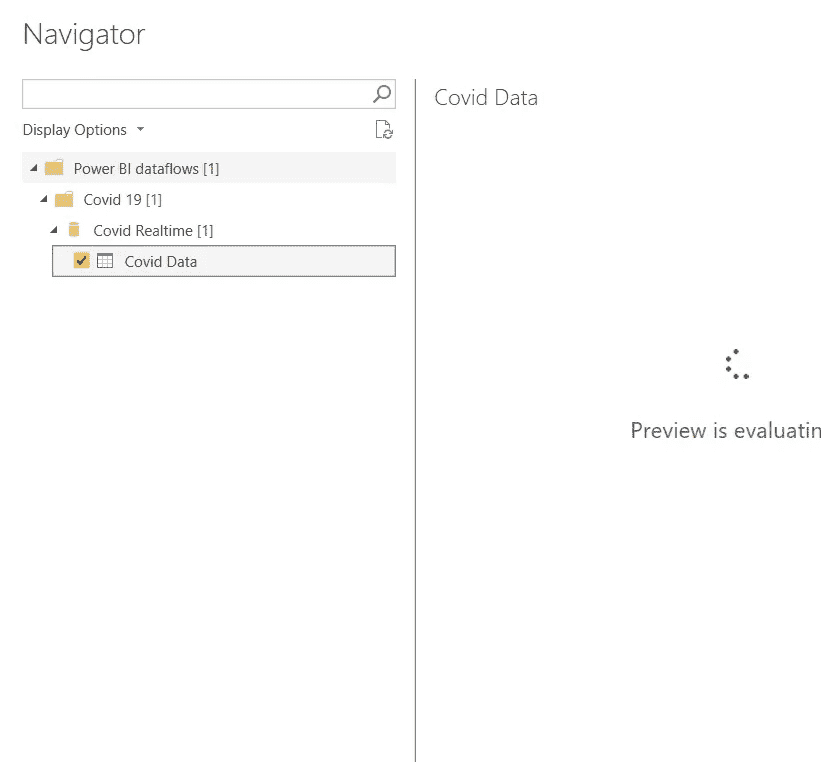 Navigator
Display Options
Power BI dataflows [1]
Covid 19 [1]
Covid Realtime [1]
Covid Data
Covid Data
Preview is evaluatin